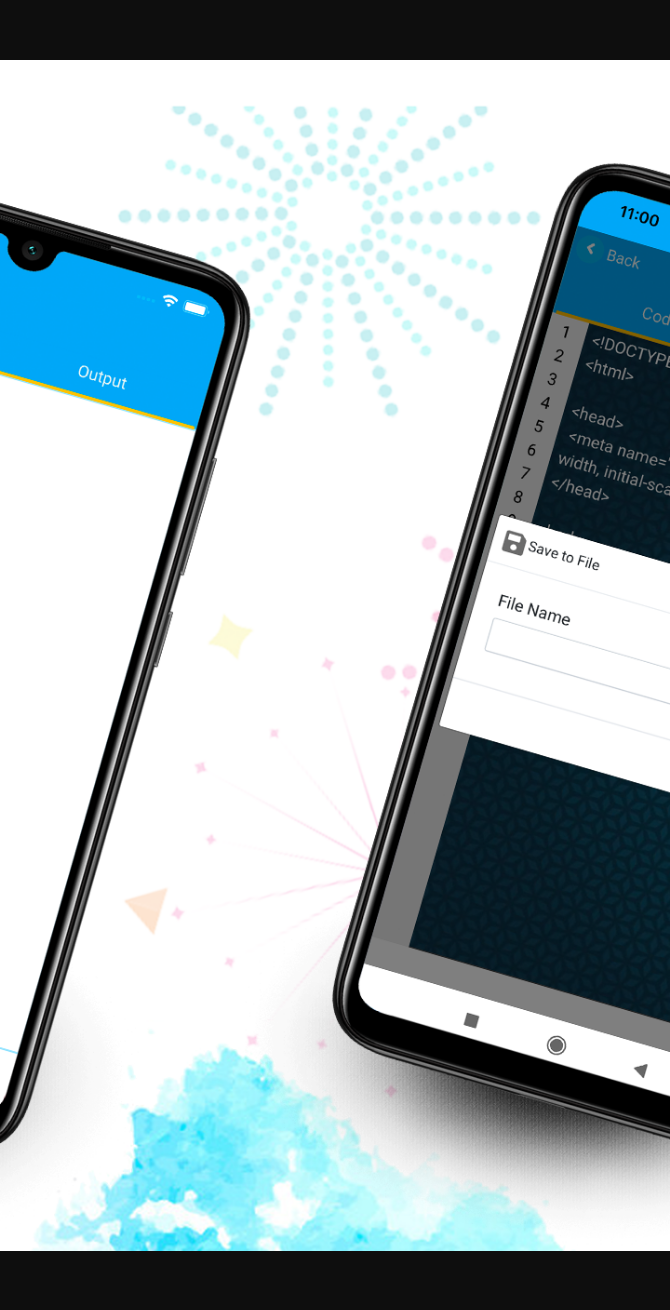 Output
11:00
Back
1
2
3
4
5
6
7
8
<!DOCTYPE
<html>
<head>
<meta name="
width, initial-sca
</head>
Save to File
File Name